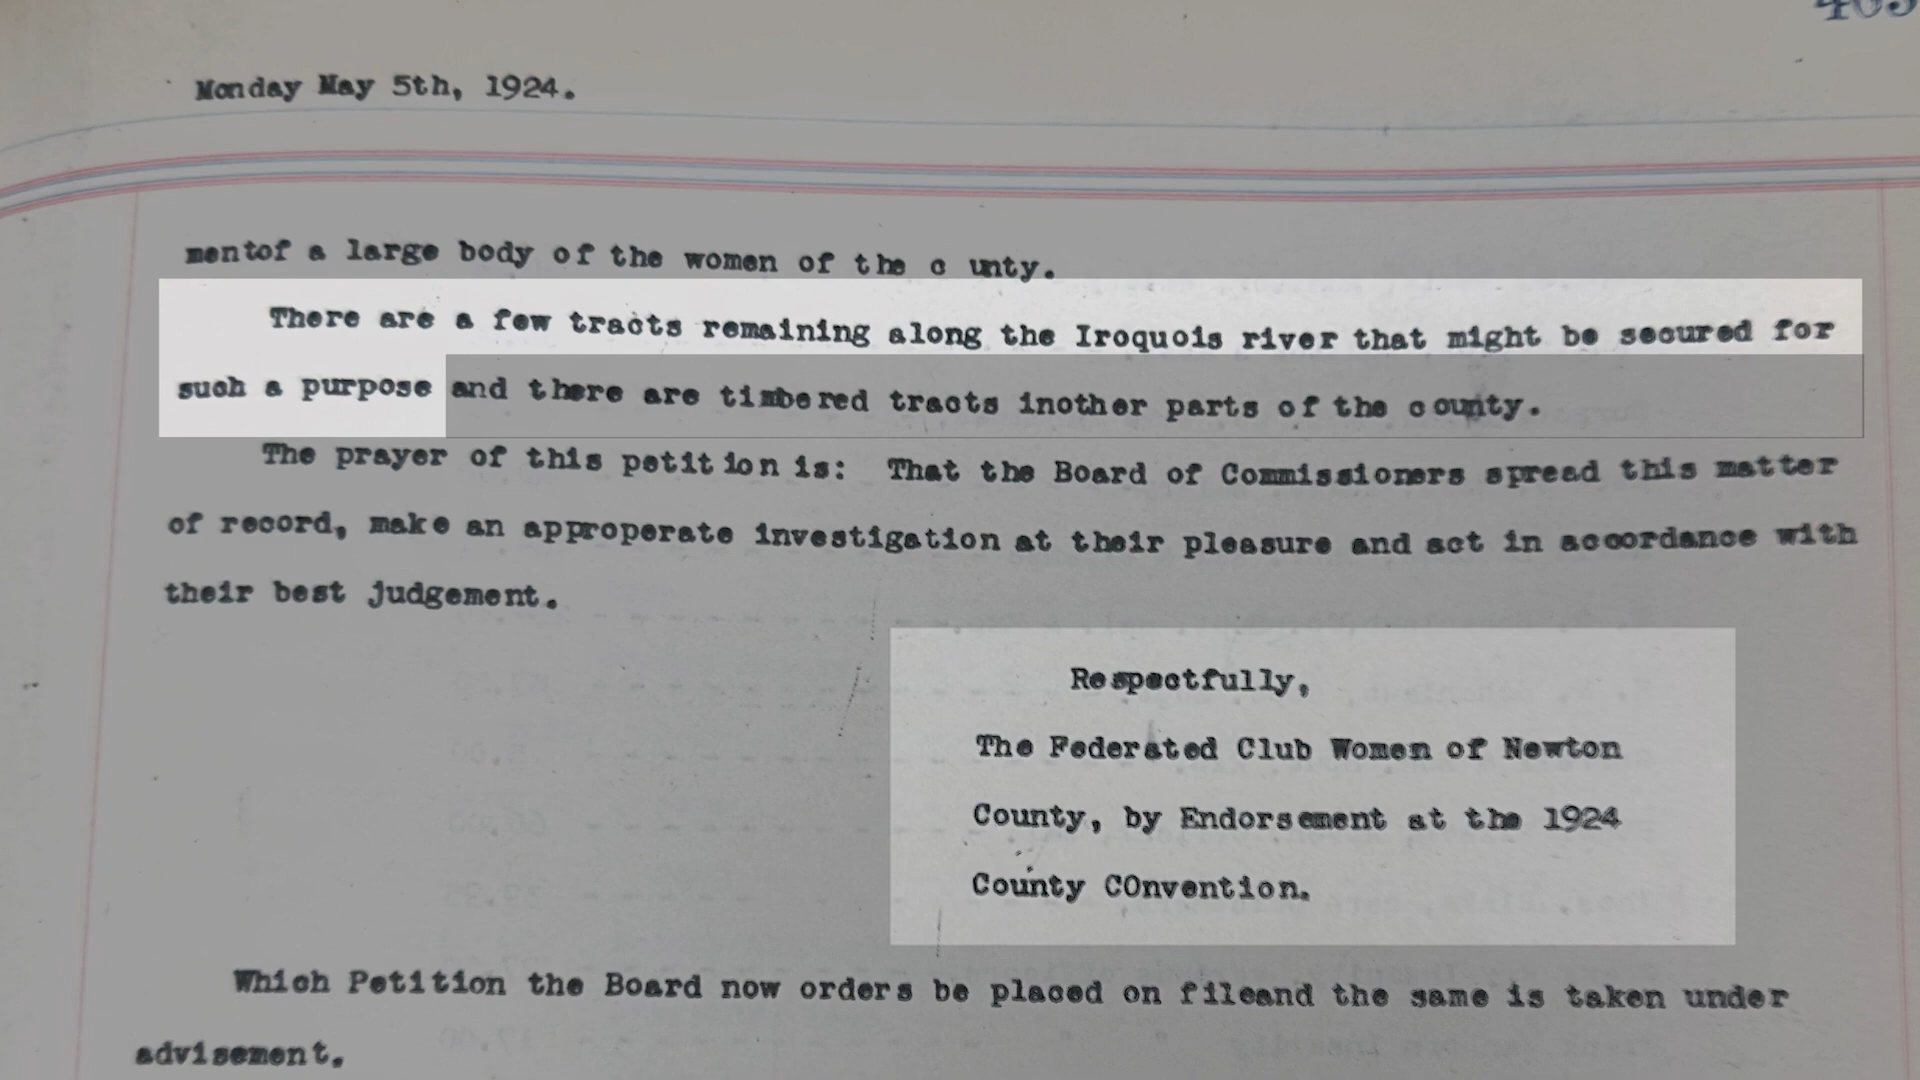 Monday May 5th, 1924.
mentof a large body of the women of the c unty.
There are a few tracts remaining along the Iroquois river that might be secured for
such a purpose and there are timbered tracts inother parts of the county.
The prayer of this petition is: That the Board of Commissioners spread this matter
of record, make an approperate investigation at their pleasure and act in accordance with
their best judgement.
Respectfully,
The Federated Club Women of Newton
County, by Endorsement at the 1924
County COnvention.
Which Petition the Board now orders be placed on fileand the same is taken under
advisement.